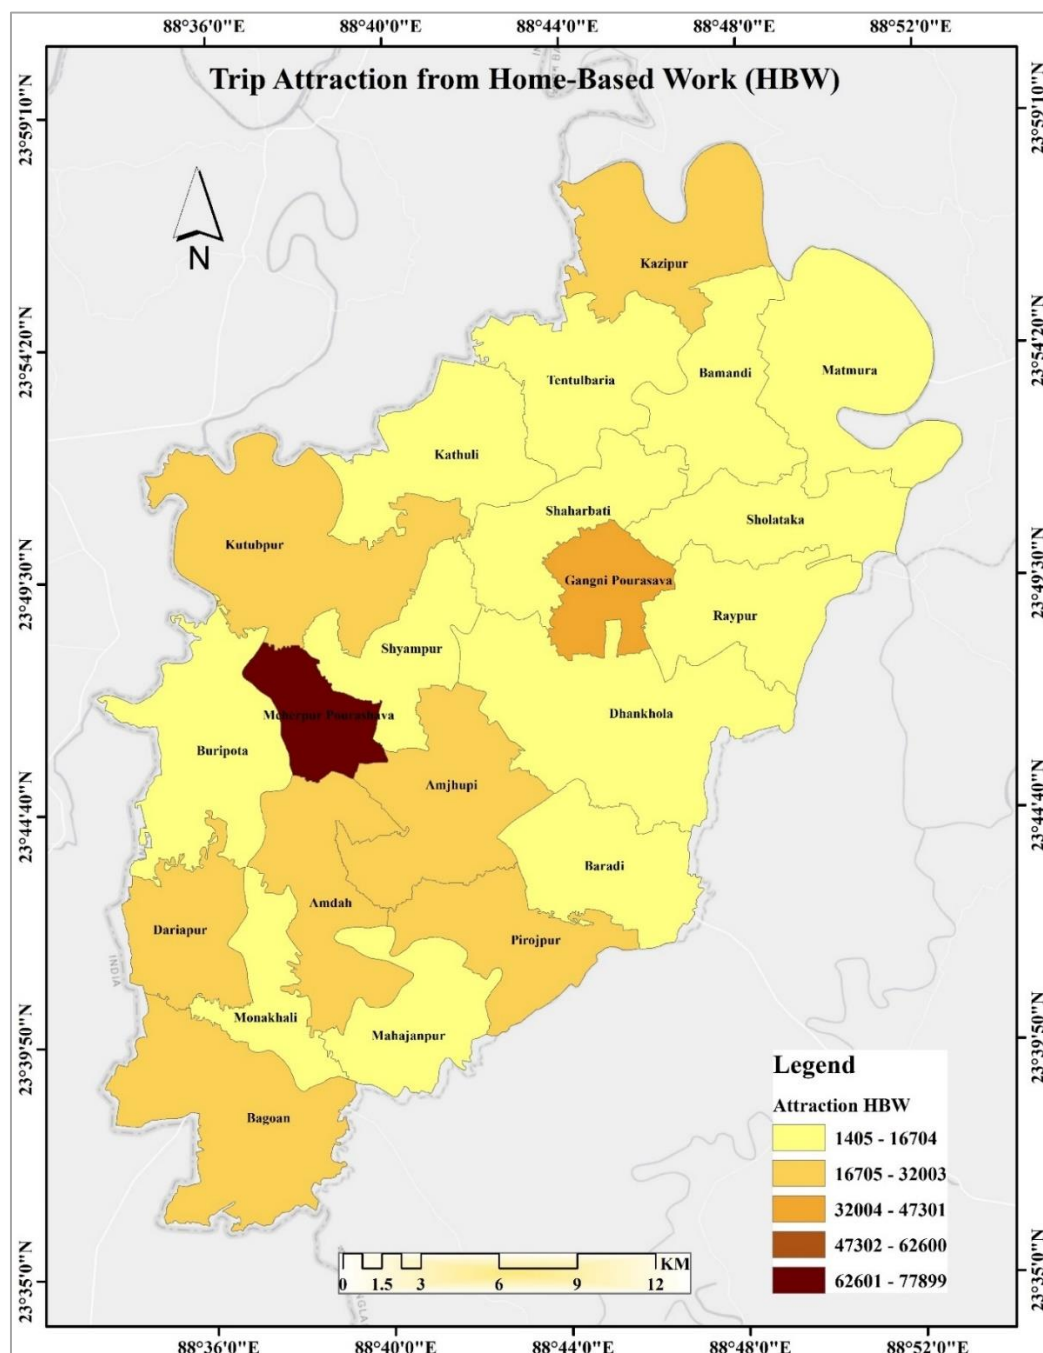 88°36'0"E 88°40'0"E 88°44'0"E 88°48'0"E 88°52'0"E
Trip Attraction from Home-Based Work (HBW)
23°59'10"N 23°59'10"N
N
Kazipur
23°54'20"N 23°54'20"N
Matmura
Bamandi
Tentulbaria
Kathuli
Shaharbati
Sholataka
Kutubpur
23°49'30"N 23°49'30"N
Gangni Pourasava
Raypur
Shyampur
Dhankhola
Meherpur Pourashava
Buripota
Amjhupi
23°44'40"N 23°44'40"N
Baradi
Amdah
Dariapur
Pirojpur
INDIA
Monakhali
Mahajanpur
23°39'50"N 23°39'50"N
Bagoan
Legend
Attraction HBW
1405 - 16704
16705 - 32003
32004 - 47301
47302 - 62600
62601 - 77899
KM
0 1.5 3 6 9 12
23°35'0"N 23°35'0"N
88°36'0"E 88°40'0"E 88°44'0"E 88°48'0"E 88°52'0"E